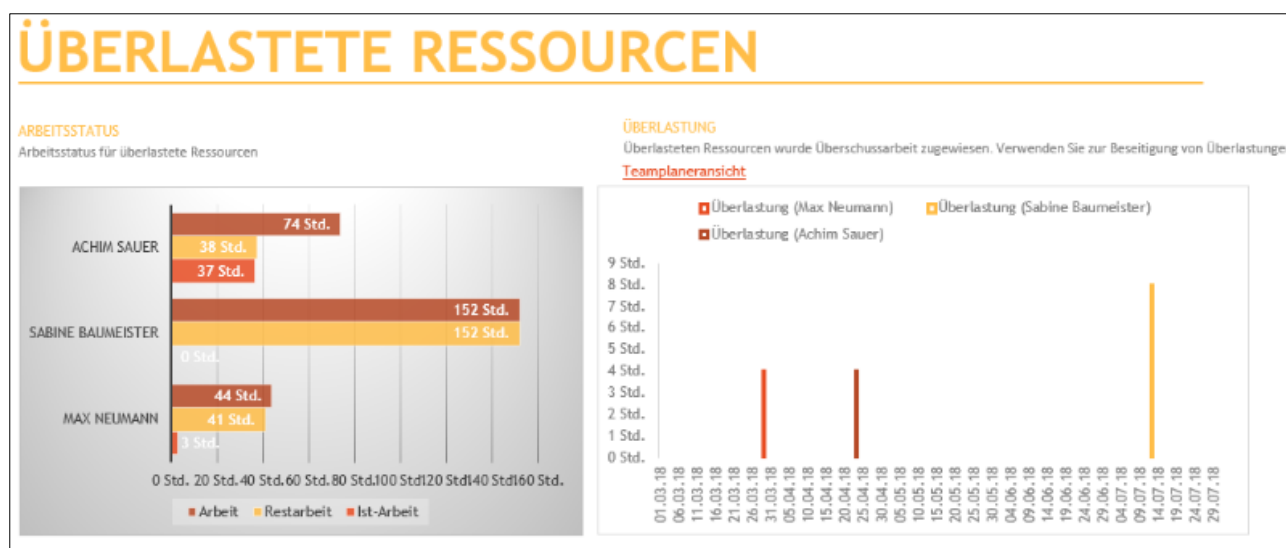 ÜBERLASTETE RESSOURCEN
ARBEITSSTATUS
Arbeitsstatus für überlastete Ressourcen
ACHIM SAUER
74 Std.
38 Std.
37 Std.
SABINE BAUMEISTER
152 Std.
152 Std.
0 Std.
MAX NEUMANN
44 Std.
41 Std.
3 Std.
0 Std. 20 Std. 40 Std. 60 Std. 80 Std. 100 Std. 120 Std. 140 Std. 160 Std.
Arbeit Restarbeit Ist-Arbeit
ÜBERLASTUNG
Überlasteten Ressourcen wurde Überschussarbeit zugewiesen. Verwenden Sie zur Beseitigung von Überlastunge
Teamplaneransicht
Überlastung (Max Neumann) Überlastung (Sabine Baumeister)
Überlastung (Achim Sauer)
9 Std.
8 Std.
7 Std.
6 Std.
5 Std.
4 Std.
3 Std.
2 Std.
1 Std.
0 Std.
01.03.18
06.03.18
11.03.18
16.03.18
21.03.18
26.03.18
31.03.18
05.04.18
10.04.18
15.04.18
20.04.18
25.04.18
30.04.18
05.05.18
10.05.18
15.05.18
20.05.18
25.05.18
30.05.18
04.06.18
09.06.18
14.06.18
19.06.18
24.06.18
29.06.18
04.07.18
09.07.18
14.07.18
19.07.18
24.07.18
29.07.18